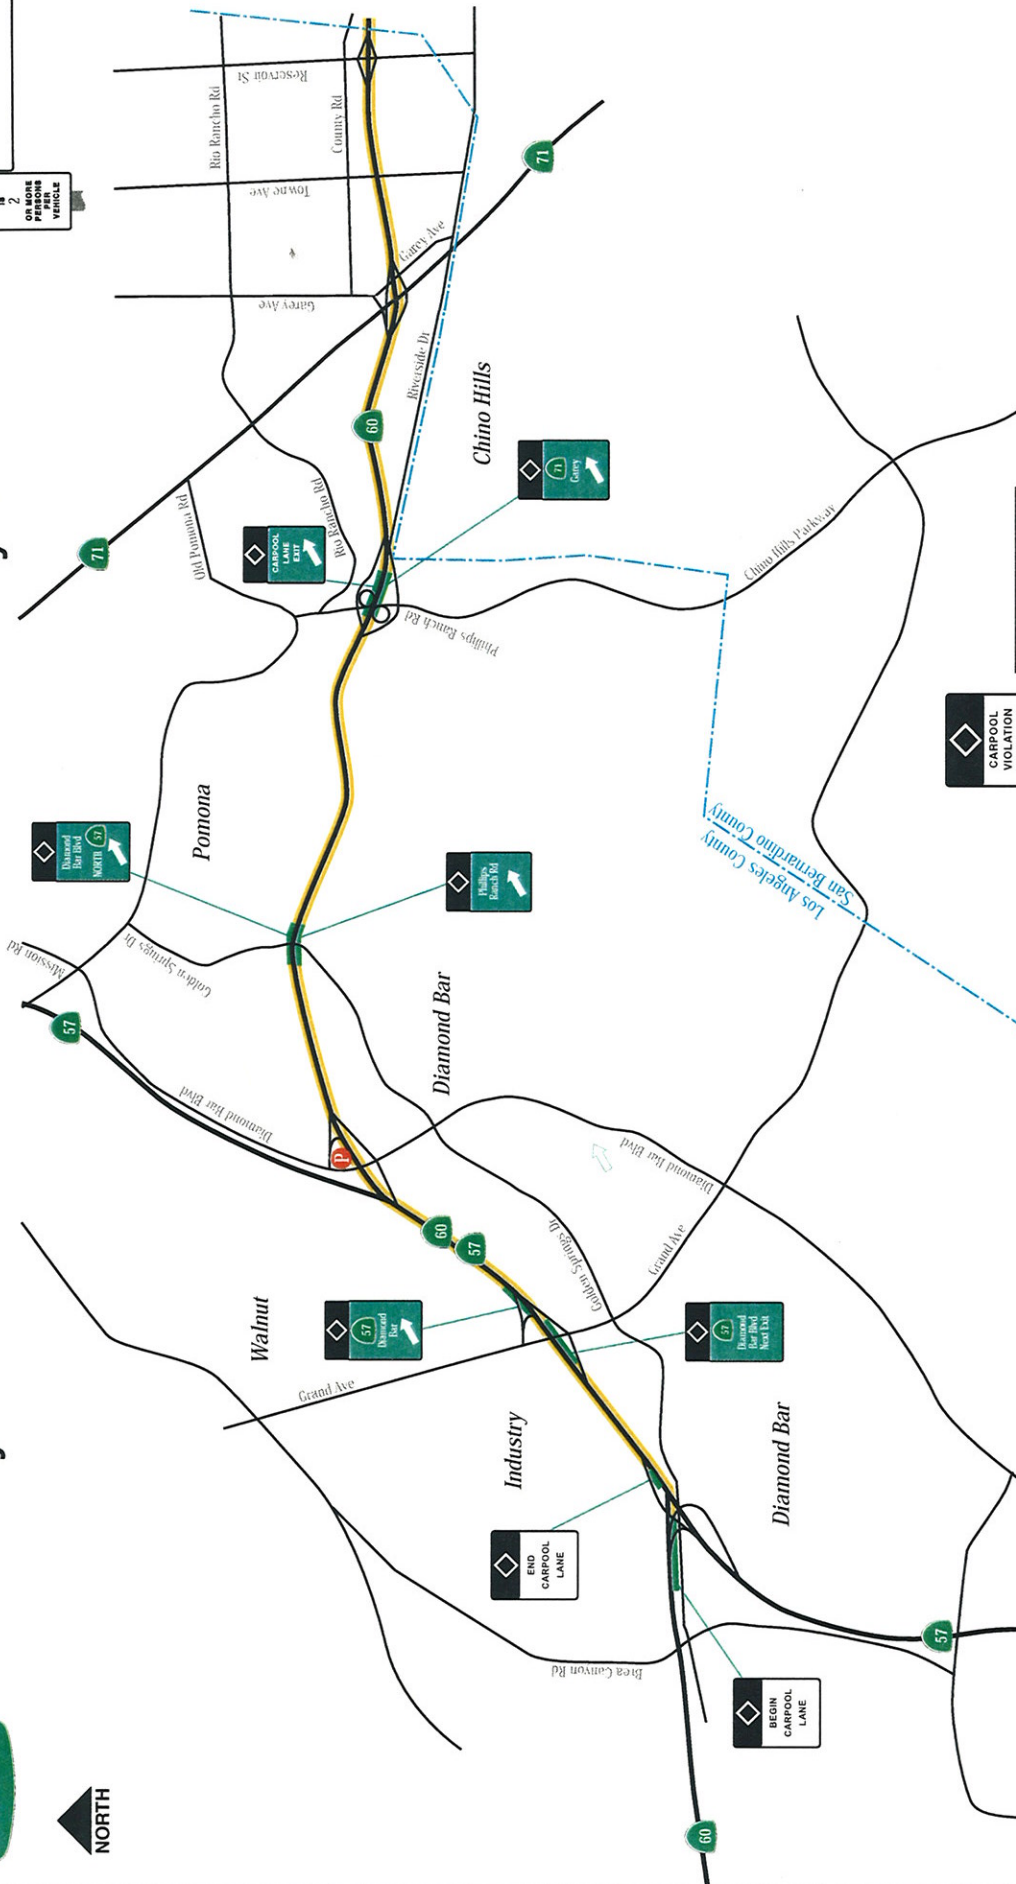 2
OR MORE
PERSONS
PER
VEHICLE
NORTH
60
BEGIN
CARPOOL
LANE
57
Brea Canyon Rd
END
CARPOOL
LANE
Industry
Diamond Bar
Grand Ave
Walnut
57
Diamond
Bar
57
Diamond
Bar Blvd
Next Exit
Golden Springs Dr
Grand Ave
Diamond Bar Blvd
57
60
P
Diamond Bar Blvd
57
Mission Rd
Golden Springs Dr
Diamond Bar
Diamond
Bar Blvd
NORTH 57
Phillips
Ranch Rd
Pomona
Los Angeles County
San Bernardino County
CARPOOL
VIOLATION
Phillips Ranch Rd
Chino Hills Parkway
CARPOOL
LANE
EXIT
71
Garey
Old Pomona Rd
Rio Rancho Rd
71
60
Chino Hills
Riverside Dr
Garey Ave
Garey Ave
Towne Ave
Rio Rancho Rd
County Rd
Reservoir St
71